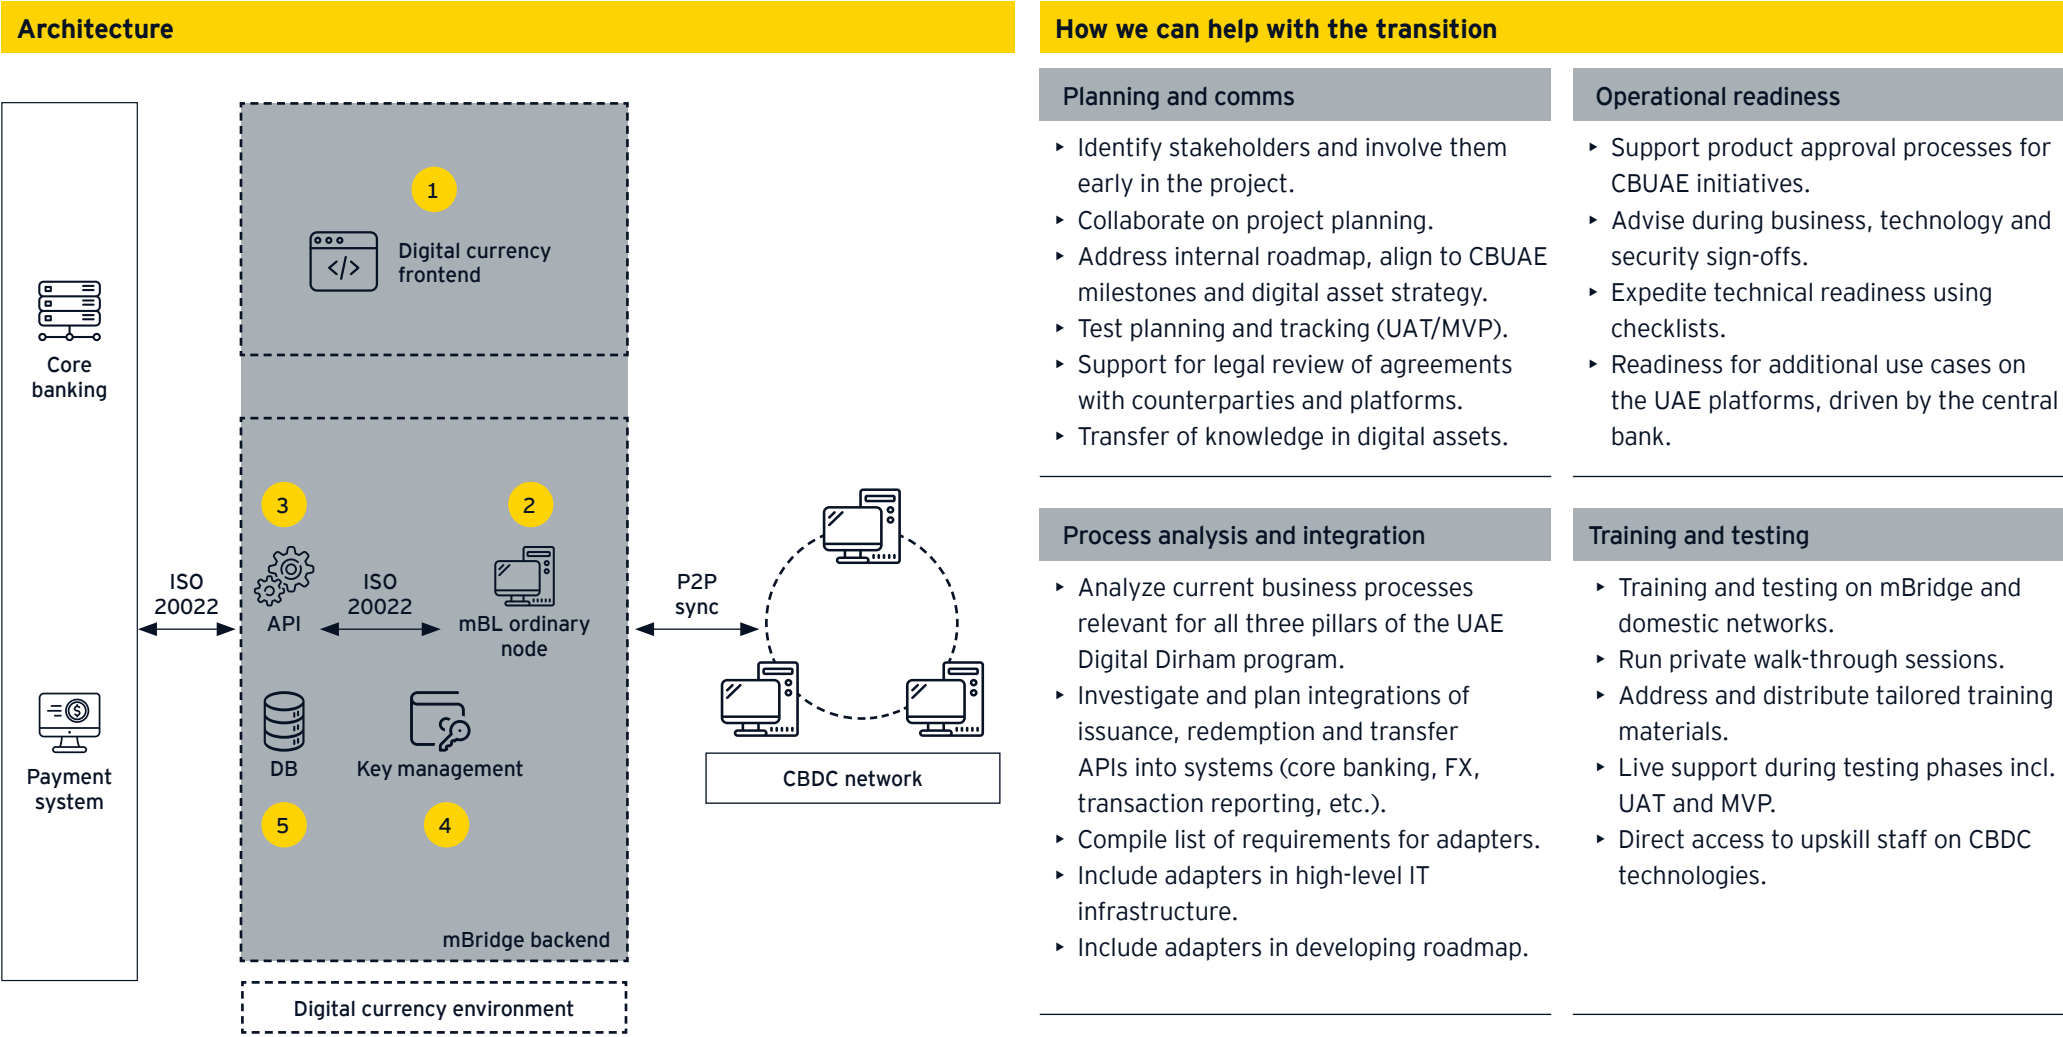 Architecture
1
Digital currency
frontend
Core
banking
Payment
system
ISO
20022
3
API
ISO
20022
2
mBL ordinary
node
DB
5
Key management
4
mBridge backend
Digital currency environment
P2P
sync
CBDC network
How we can help with the transition
Planning and comms
‣ Identify stakeholders and involve them
early in the project.
‣ Collaborate on project planning.
‣ Address internal roadmap, align to CBUAE
milestones and digital asset strategy.
‣ Test planning and tracking (UAT/MVP).
‣ Support for legal review of agreements
with counterparties and platforms.
‣ Transfer of knowledge in digital assets.
Operational readiness
‣ Support product approval processes for
CBUAE initiatives.
‣ Advise during business, technology and
security sign-offs.
‣ Expedite technical readiness using
checklists.
‣ Readiness for additional use cases on
the UAE platforms, driven by the central
bank.
Process analysis and integration
‣ Analyze current business processes
relevant for all three pillars of the UAE
Digital Dirham program.
‣ Investigate and plan integrations of
issuance, redemption and transfer
APIs into systems (core banking, FX,
transaction reporting, etc.).
‣ Compile list of requirements for adapters.
‣ Include adapters in high-level IT
infrastructure.
‣ Include adapters in developing roadmap.
Training and testing
‣ Training and testing on mBridge and
domestic networks.
‣ Run private walk-through sessions.
‣ Address and distribute tailored training
materials.
‣ Live support during testing phases incl.
UAT and MVP.
‣ Direct access to upskill staff on CBDC
technologies.